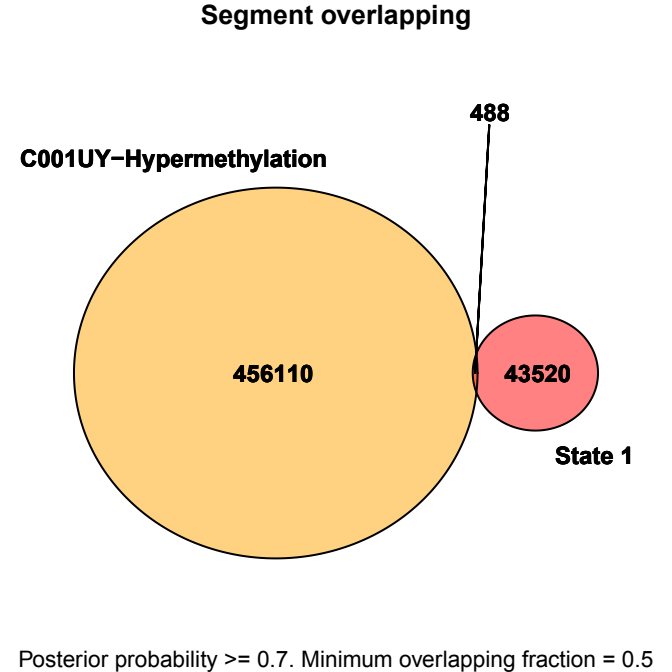 Segment overlapping
488
C001UY−Hypermethylation
456110
43520
State 1
Posterior probability >= 0.7. Minimum overlapping fraction = 0.5